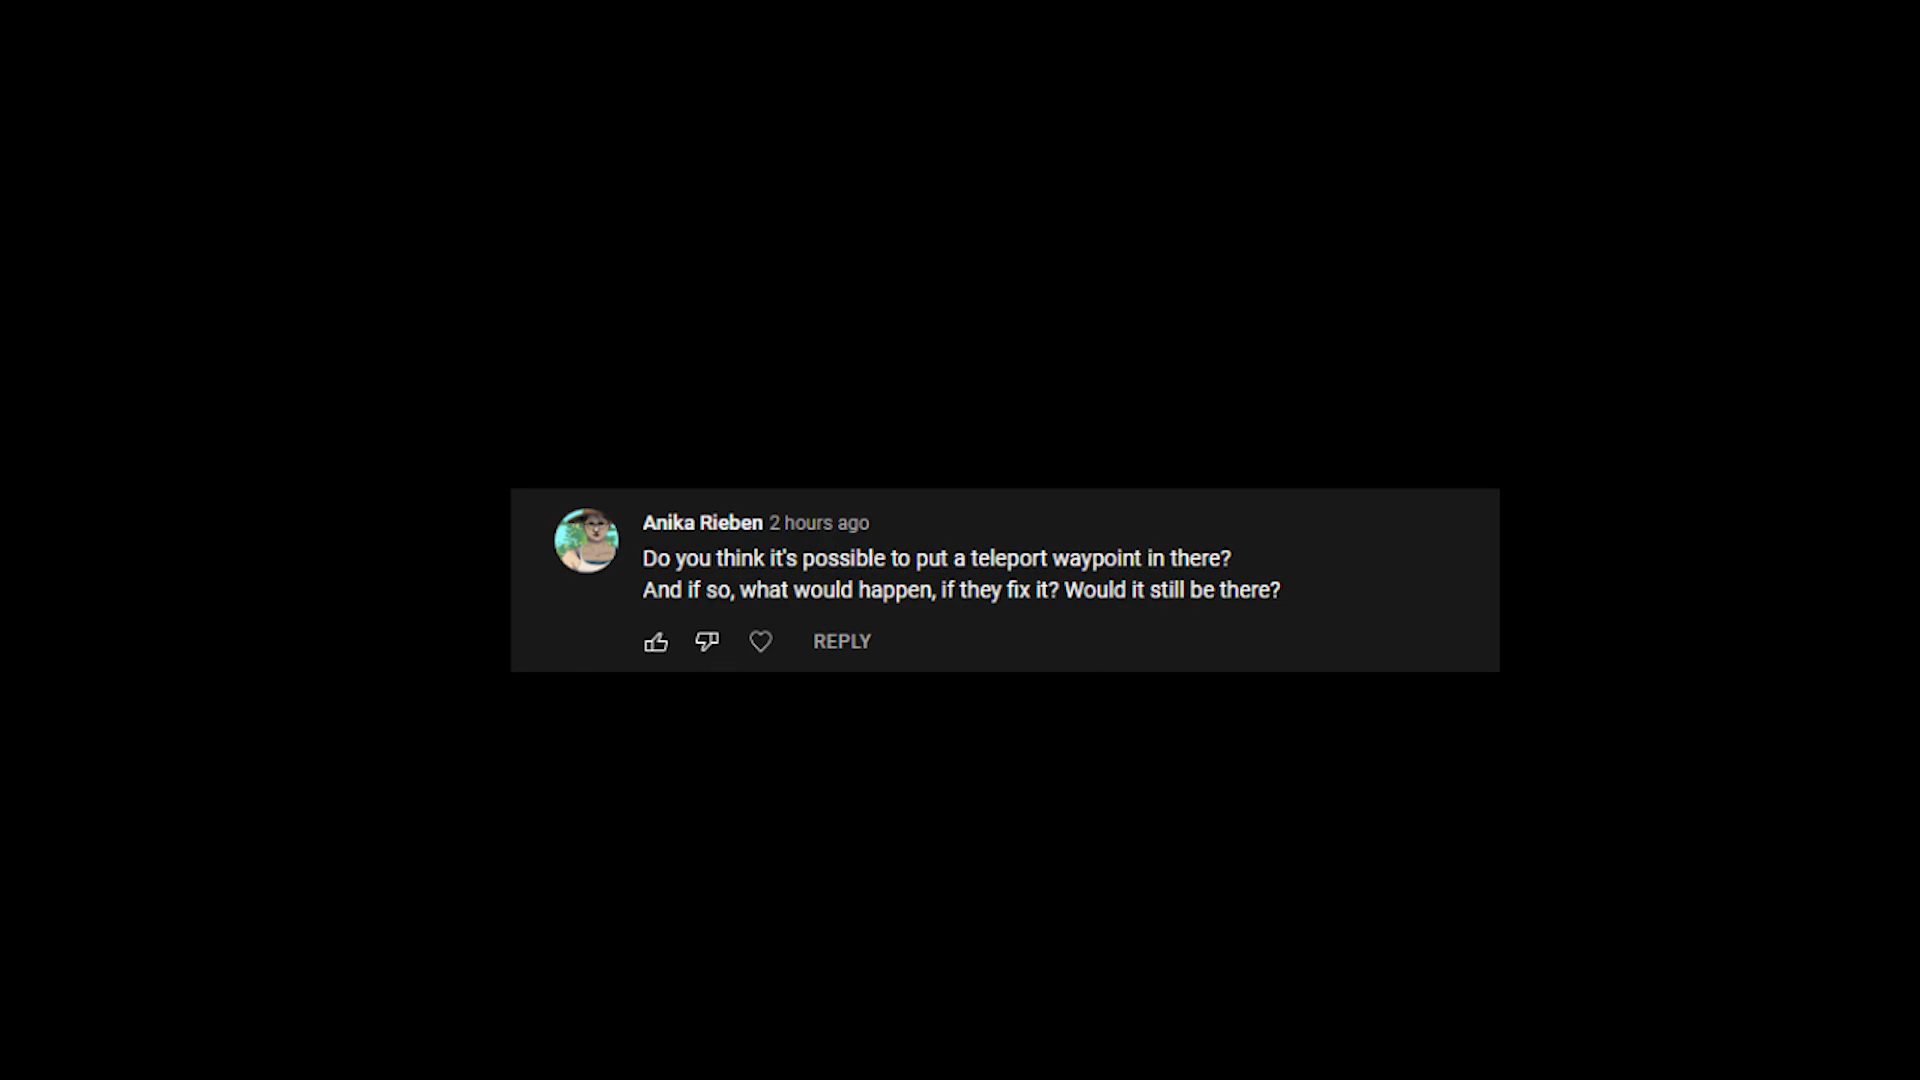 Anika Rieben 2 hours ago
Do you think it's possible to put a teleport waypoint in there?
And if so, what would happen, if they fix it? Would it still be there?
REPLY